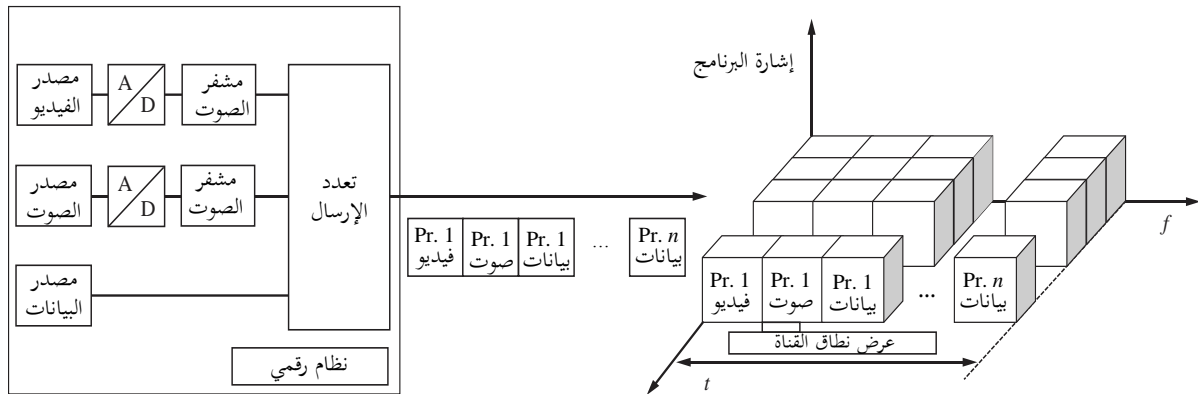 مصدر
الفيديو
A
D
مشفر
الصوت
مصدر
الصوت
A
D
مشفر
الصوت
مصدر
البيانات
تعدد
الإرسال
نظام رقمي
Pr. 1
فيديو
Pr. 1
صوت
Pr. 1
بيانات
...
Pr. n
بيانات
إشارة البرنامج
f
Pr. 1
فيديو
Pr. 1
صوت
Pr. 1
بيانات
...
Pr. n
بيانات
عرض نطاق القناة
t